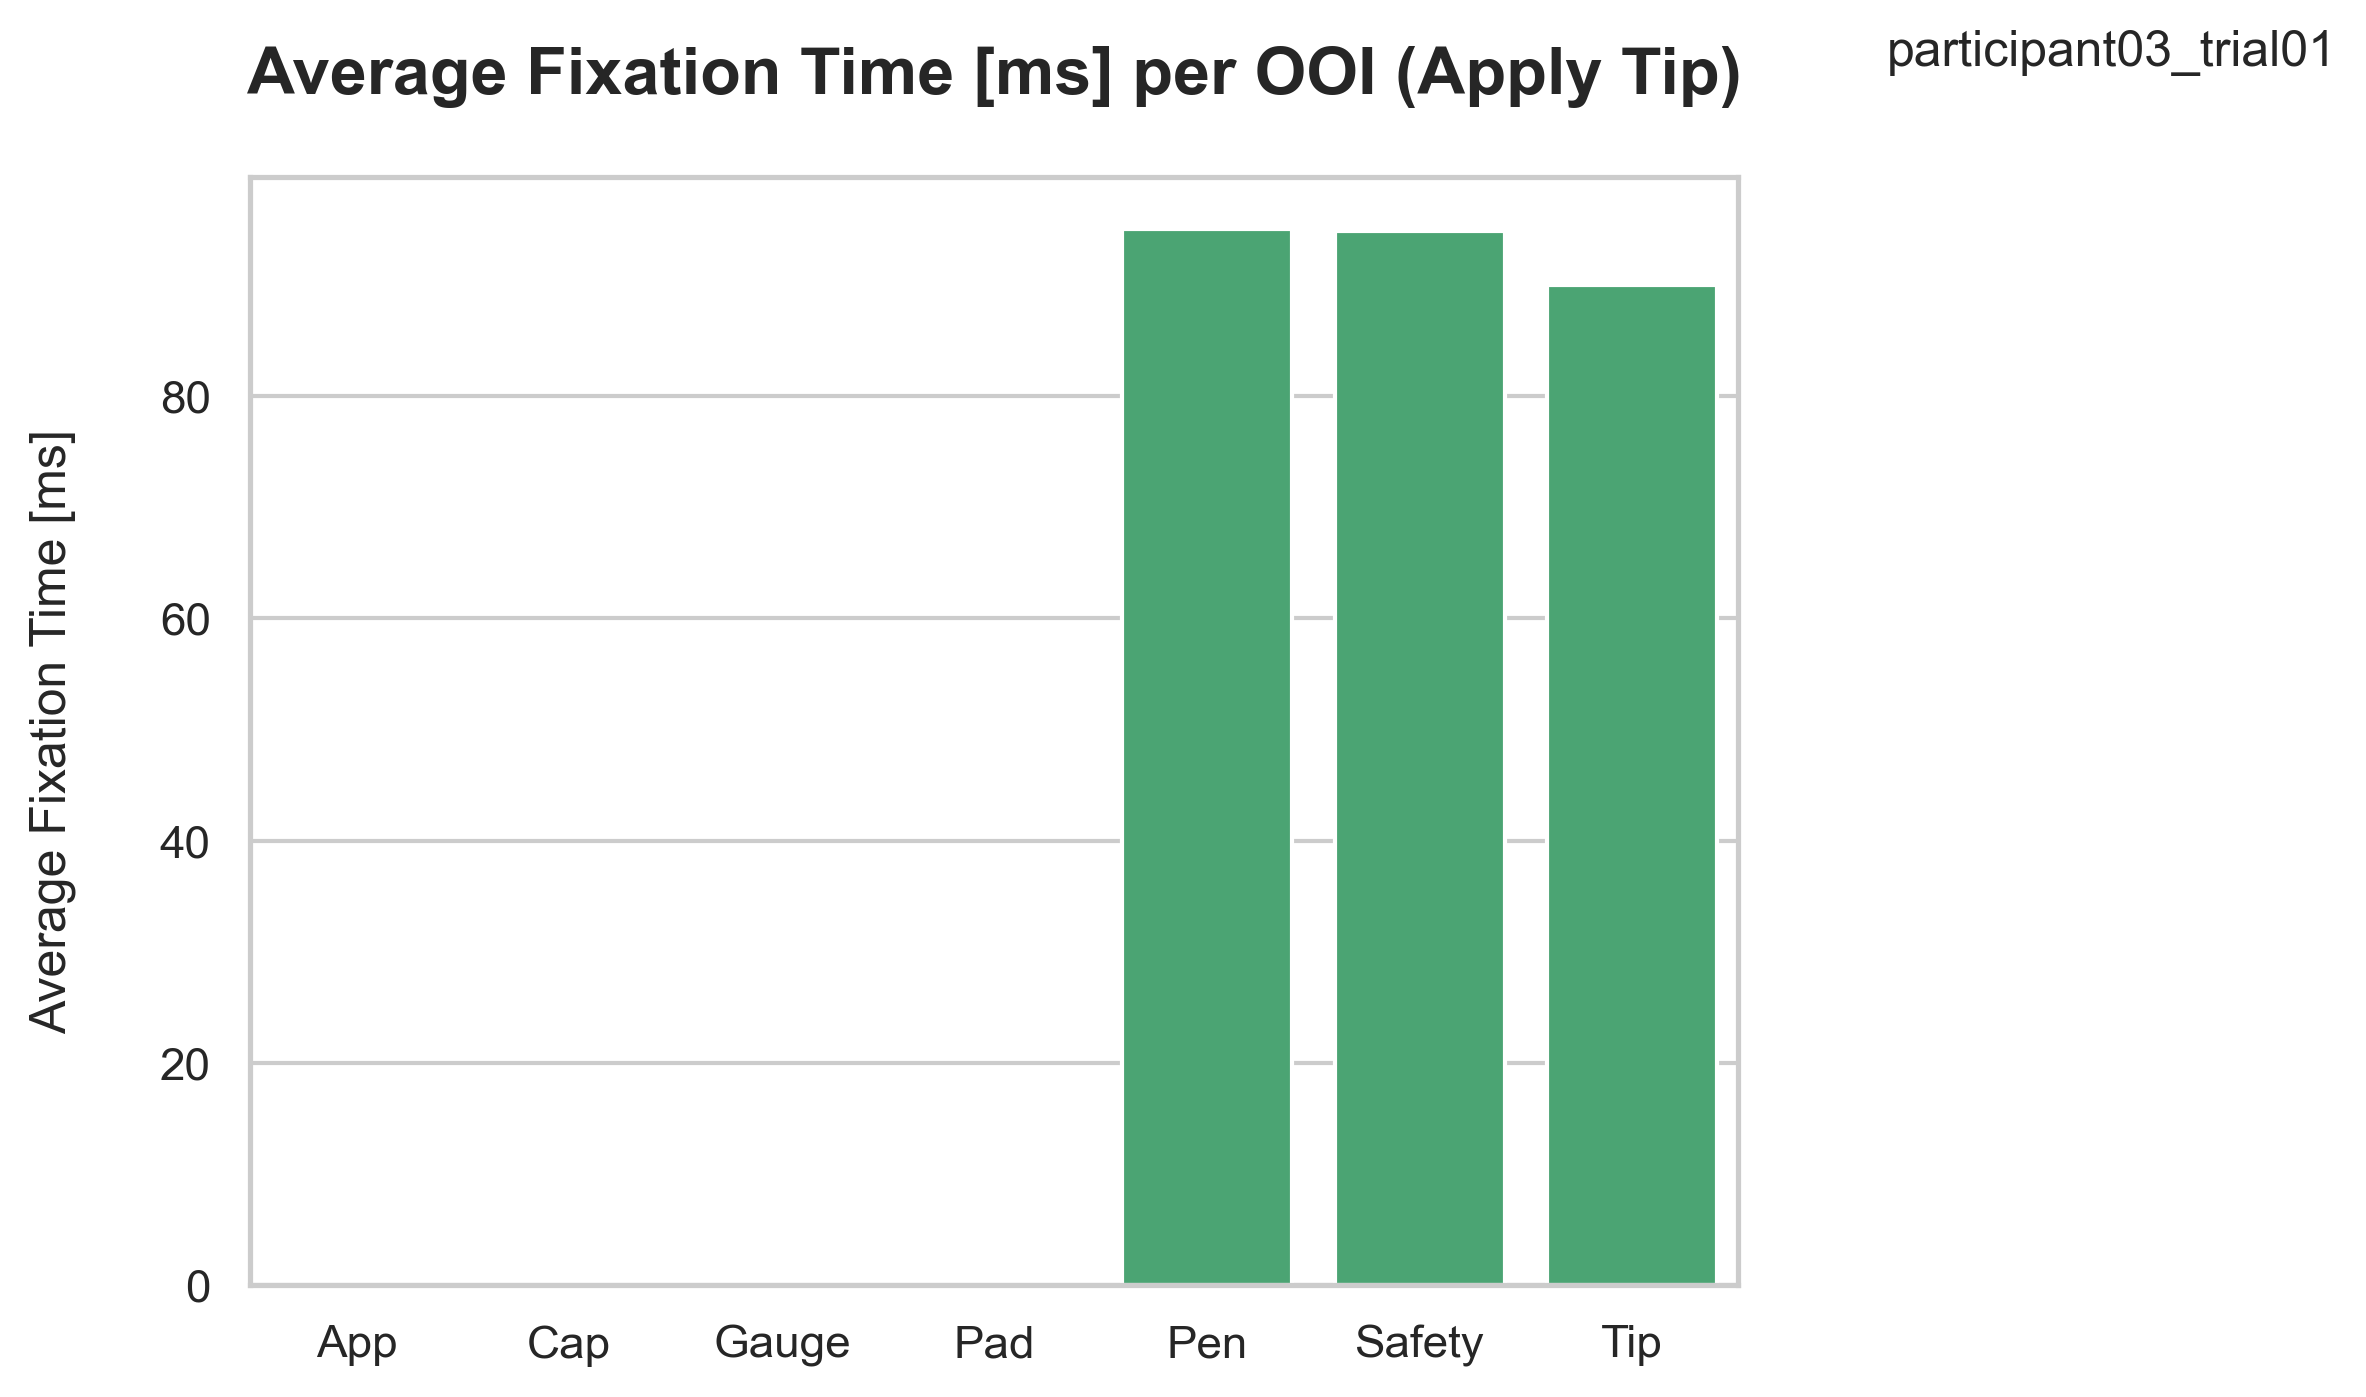 Average Fixation Time [ms] per OOI (Apply Tip)
participant03_trial01
Average Fixation Time [ms]
80
60
40
20
0
App Cap Gauge Pad Pen Safety Tip